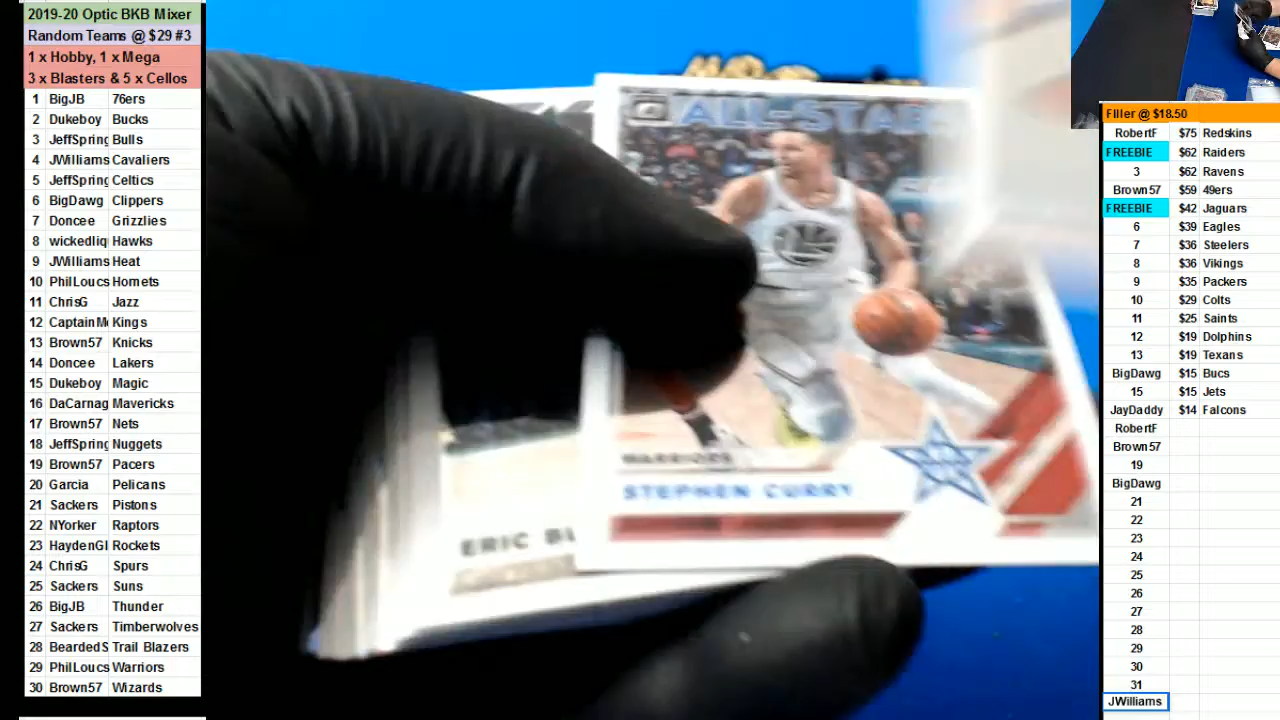 2019-20 Optic BKB Mixer
Random Teams @ $29 #3
1 x Hobby, 1 x Mega
3 x Blasters & 5 x Cellos
1 BigJB 76ers
2 Dukeboy Bucks
3 JeffSpring Bulls
4 JWilliams Cavaliers
5 JeffSpring Celtics
6 BigDawg Clippers
7 Doncee Grizzlies
8 wickedliq Hawks
9 JWilliams Heat
10 PhilLoucs Hornets
11 ChrisG Jazz
12 CaptainM Kings
13 Brown57 Knicks
14 Doncee Lakers
15 Dukeboy Magic
16 DaCarnag Mavericks
17 Brown57 Nets
18 JeffSpring Nuggets
19 Brown57 Pacers
20 Garcia Pelicans
21 Sackers Pistons
22 NYorker Raptors
23 HaydenGl Rockets
24 ChrisG Spurs
25 Sackers Suns
26 BigJB Thunder
27 Sackers Timberwolves
28 BeardedS Trail Blazers
29 PhilLoucs Warriors
30 Brown57 Wizards
ALL-STAR
WARRIORS
STEPHEN CURRY
ERIC BL
Filler @ $18.50
RobertF $75 Redskins
FREEBIE $62 Raiders
3 $62 Ravens
Brown57 $59 49ers
FREEBIE $42 Jaguars
6 $39 Eagles
7 $36 Steelers
8 $36 Vikings
9 $35 Packers
10 $29 Colts
11 $25 Saints
12 $19 Dolphins
13 $19 Texans
BigDawg $15 Bucs
15 $15 Jets
JayDaddy $14 Falcons
RobertF
Brown57
19
BigDawg
21
22
23
24
25
26
27
28
29
30
31
JWilliams